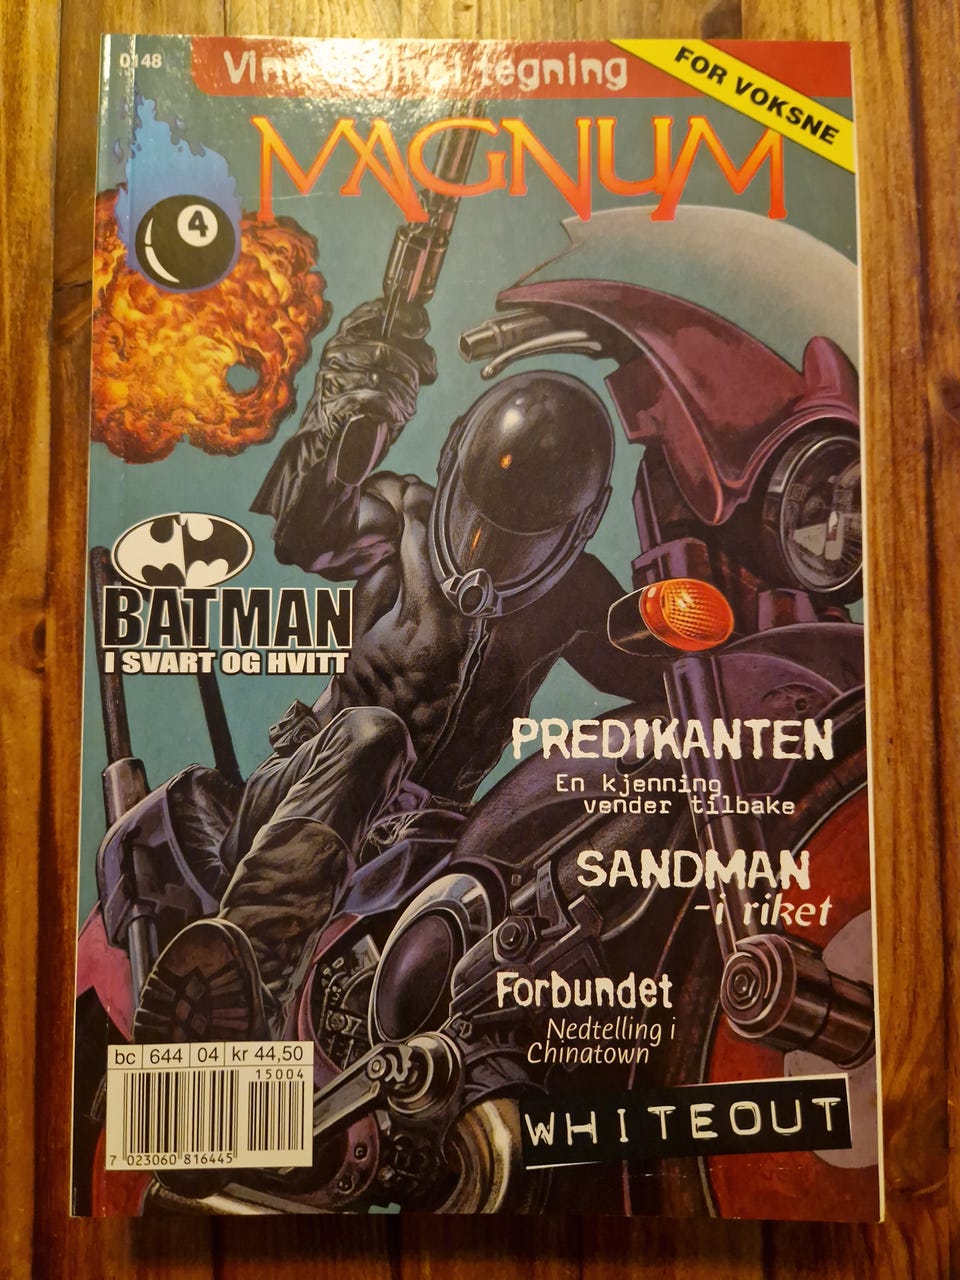 0148
tegning
FOR VOKSNE
MAGNUM
4
BATMAN
I SVART OG HVITT
PREDIKANTEN
En kjenning
vender tilbake
SANDMAN
-i riket
Forbundet
Nedtelling i
Chinatown
WHITEOUT
bc 644 04 kr 44,50
15004
7 023060 816445